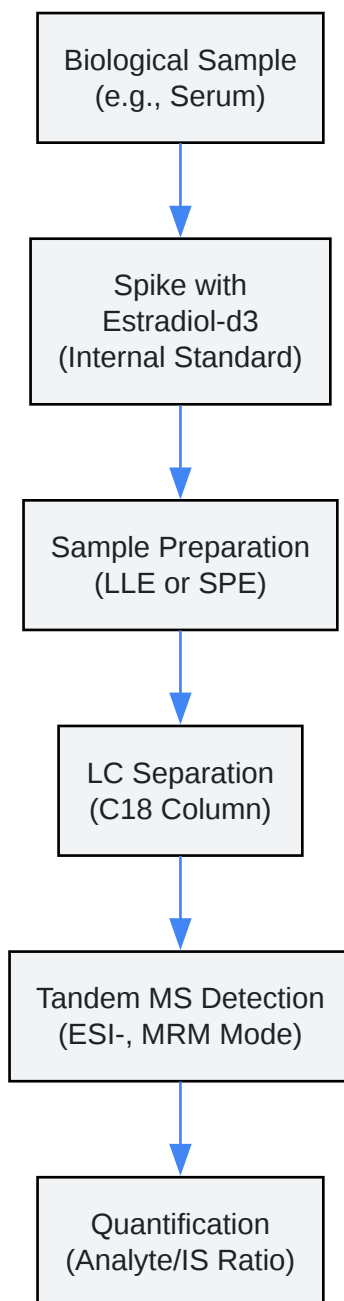 Biological Sample
(e.g., Serum)
Spike with
Estradiol-d3
(Internal Standard)
Sample Preparation
(LLE or SPE)
LC Separation
(C18 Column)
Tandem MS Detection
(ESI-, MRM Mode)
Quantification
(Analyte/IS Ratio)